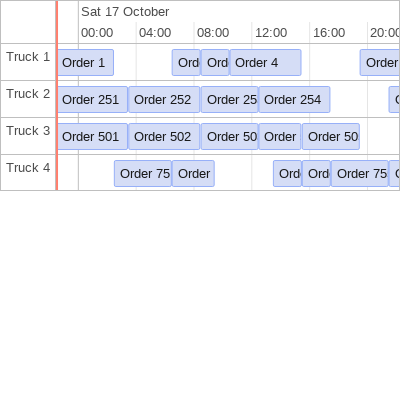 Sat 17 October
00:00 04:00 08:00 12:00 16:00 20:00
Truck 1 Order 1 Ord Ord Order 4 Order
Truck 2 Order 251 Order 252 Order 25 Order 254
Truck 3 Order 501 Order 502 Order 50 Order Order 50
Truck 4 Order 75 Order Ord Ord Order 75